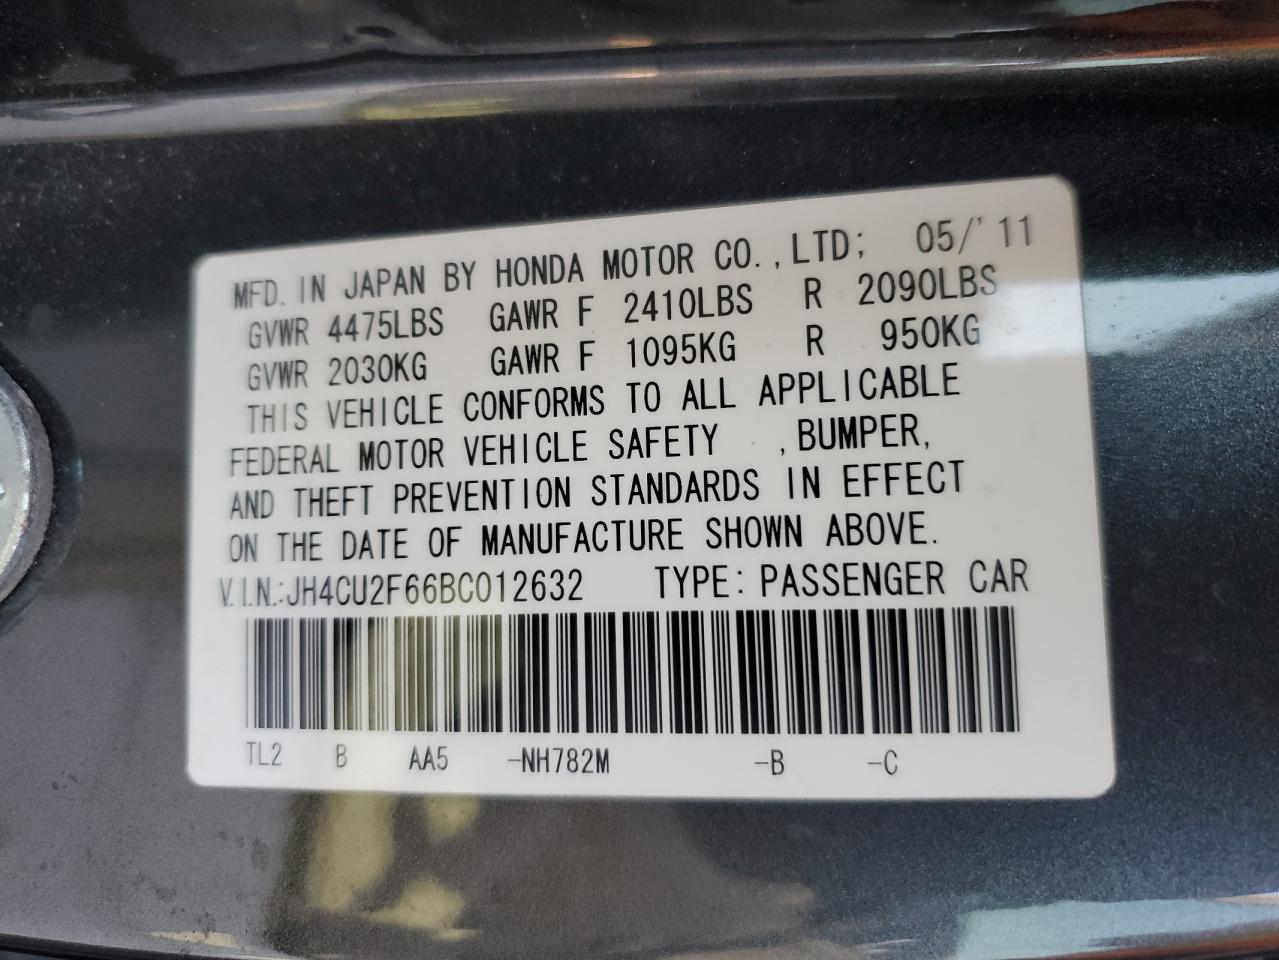 MFD. IN JAPAN BY HONDA MOTOR CO., LTD; 05/'11
GVWR 4475LBS GAWR F 2410LBS R 2090LBS
GVWR 2030KG GAWR F 1095KG R 950KG
THIS VEHICLE CONFORMS TO ALL APPLICABLE
FEDERAL MOTOR VEHICLE SAFETY , BUMPER,
AND THEFT PREVENTION STANDARDS IN EFFECT
ON THE DATE OF MANUFACTURE SHOWN ABOVE.
V.I.N.:JH4CU2F66BC012632 TYPE: PASSENGER CAR
TL2 B AA5 -NH782M -B -C